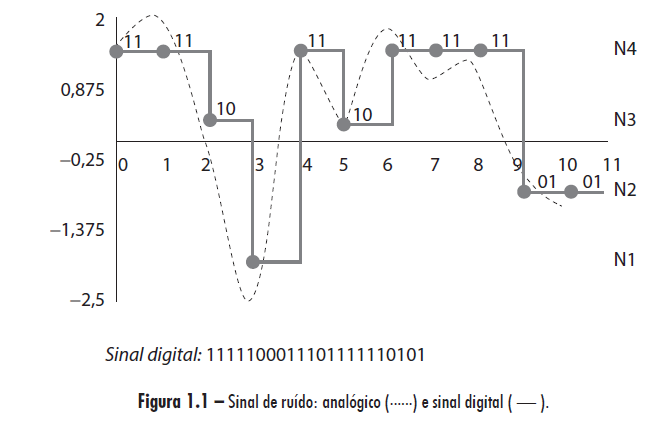 2
11 11 11 11 11 11 N4
0,875
10 10 N3
−0,25 0 1 2 3 4 5 6 7 8 9 10 11
01 01 N2
−1,375
N1
−2,5
Sinal digital: 1111100011101111110101
Figura 1.1 – Sinal de ruído: analógico (······) e sinal digital ( — ).